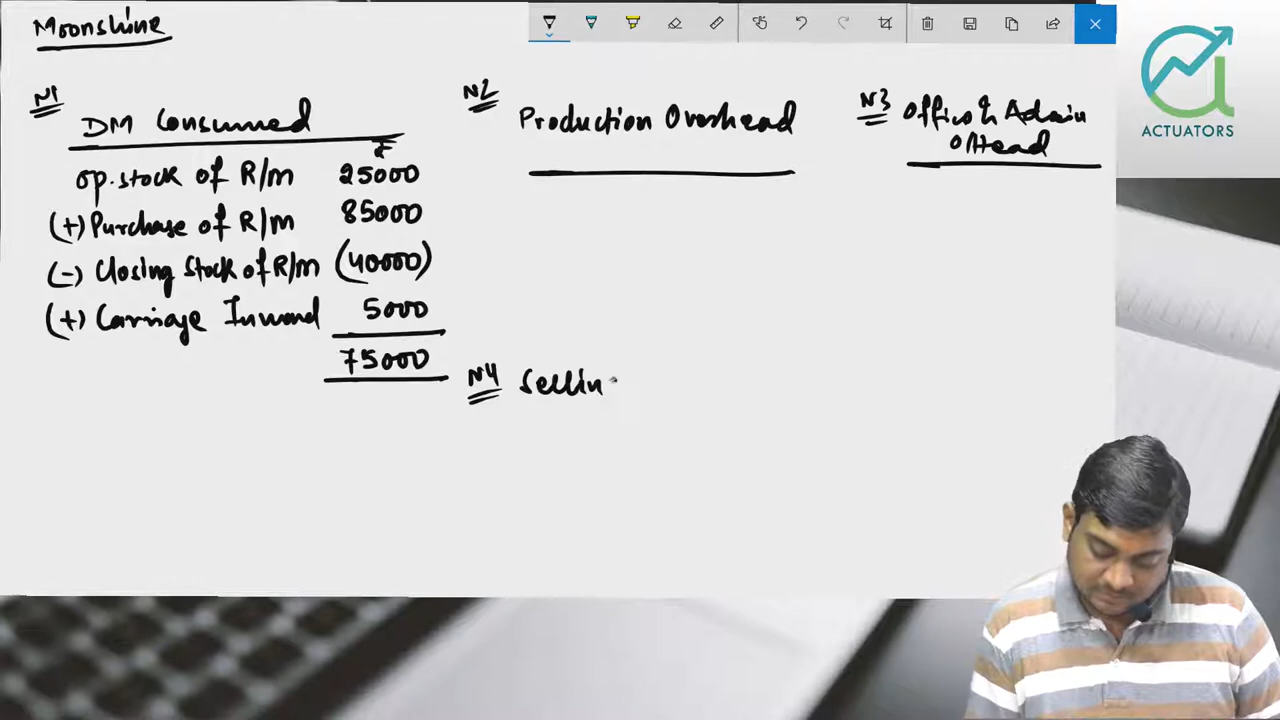 Moonshine
N1
DM Consumed
₹
op. stock of R/m 25000
(+) Purchase of R/m 85000
(-) Closing Stock of R/m (40000)
(+) Carriage Inward 5000
75000
N2
Production Overhead
N3 Office & Admin
O/Head
N4 Sellin
ACTUATORS